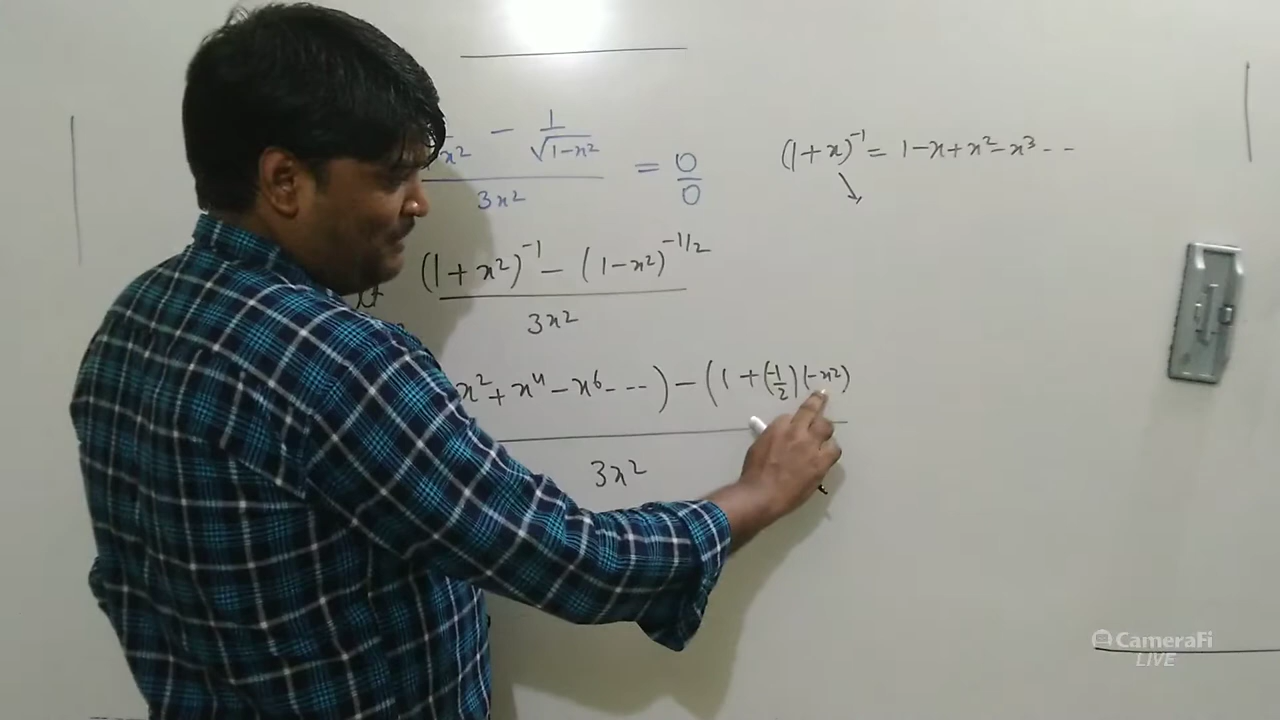 x² - 1/√(1-x²) / 3x² = 0/0
(1+x)⁻¹ = 1-x+x²-x³ ---
(1+x²)⁻¹ - (1-x²)^(-1/2) / 3x²
x²+x⁴-x⁶- ---) - (1+(-1/2)(-x²) / 3x²
CameraFi
LIVE